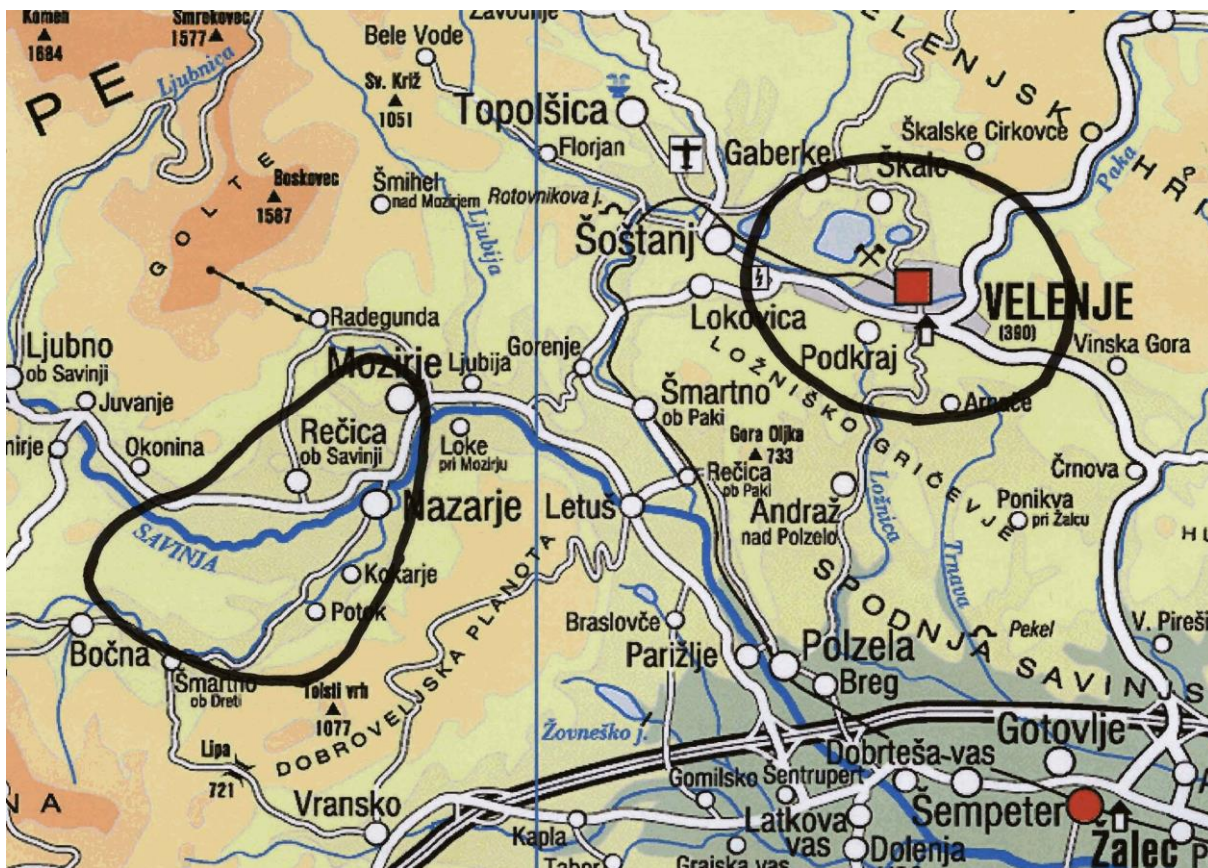 Komen
1684
Smrekovec
1577
Ljubnica
P E
Bele Vode
Zavodnje
Sv. Križ
1051
Topolšica
Florjan
Gaberke
Škale
Škalske Cirkovce
Paka
GOLTE
Boskovec
1587
Šmihel
nad Mozirjem
Rotovnikova j.
Ljubija
Šoštanj
VELENJE
(390)
Lokovica
Podkraj
Vinska Gora
Radegunda
Ljubno
ob Savinji
Mozirje
Ljubija
Gorenje
LOŽNIŠKO GRIČEVJE
Juvanje
Šmartno
ob Paki
Arnače
Rečica
ob Savinji
Loke
pri Mozirju
Gora Oljka
733
Okonina
Rečica
ob Paki
Črnova
Andraž
nad Polzelo
Ložnica
Ponikva
pri Žalcu
Nazarje
Letuš
SAVINJA
Trnava
Kokarje
Potok
Braslovče
Pekel
V. Pireši
SPODNJA SAVINJS
Bočna
Parižlje
Polzela
Breg
Šmartno
ob Dreti
Tolsti vrh
1077
DOBROVELJSKA PLANOTA
Žovneško j.
Gotovlje
Lipa
721
Dobrteša-vas
Gomilsko
Šentrupert
N A
Vransko
Kapla
Latkova
vas
Šempeter
Žalec
Grajska vas
Dolenja